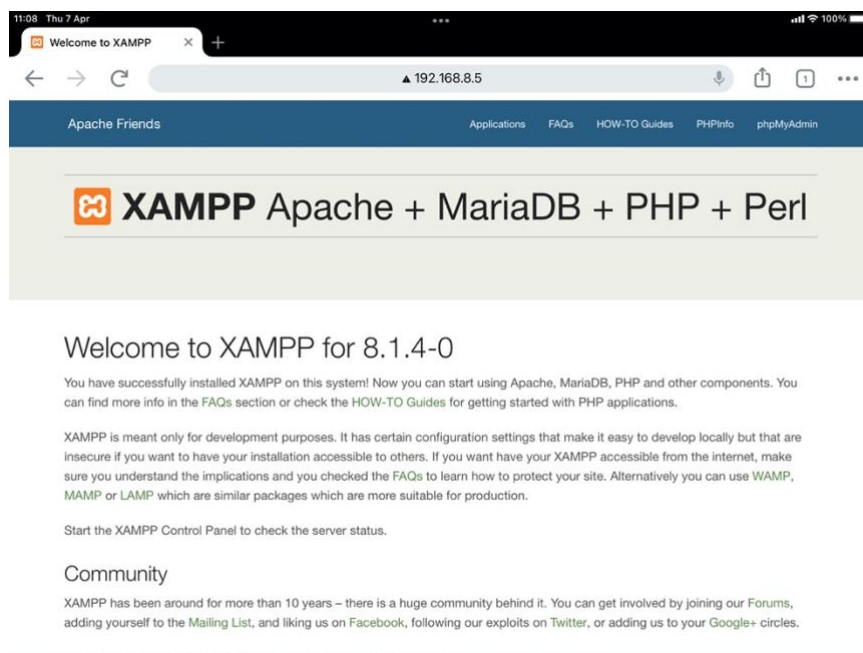 11:08 Thu 7 Apr
100%
Welcome to XAMPP
192.168.8.5
1
Apache Friends
Applications FAQs HOW-TO Guides PHPInfo phpMyAdmin
XAMPP Apache + MariaDB + PHP + Perl
Welcome to XAMPP for 8.1.4-0
You have successfully installed XAMPP on this system! Now you can start using Apache, MariaDB, PHP and other components. You
can find more info in the FAQs section or check the HOW-TO Guides for getting started with PHP applications.
XAMPP is meant only for development purposes. It has certain configuration settings that make it easy to develop locally but that are
insecure if you want to have your installation accessible to others. If you want have your XAMPP accessible from the internet, make
sure you understand the implications and you checked the FAQs to learn how to protect your site. Alternatively you can use WAMP,
MAMP or LAMP which are similar packages which are more suitable for production.
Start the XAMPP Control Panel to check the server status.
Community
XAMPP has been around for more than 10 years – there is a huge community behind it. You can get involved by joining our Forums,
adding yourself to the Mailing List, and liking us on Facebook, following our exploits on Twitter, or adding us to your Google+ circles.